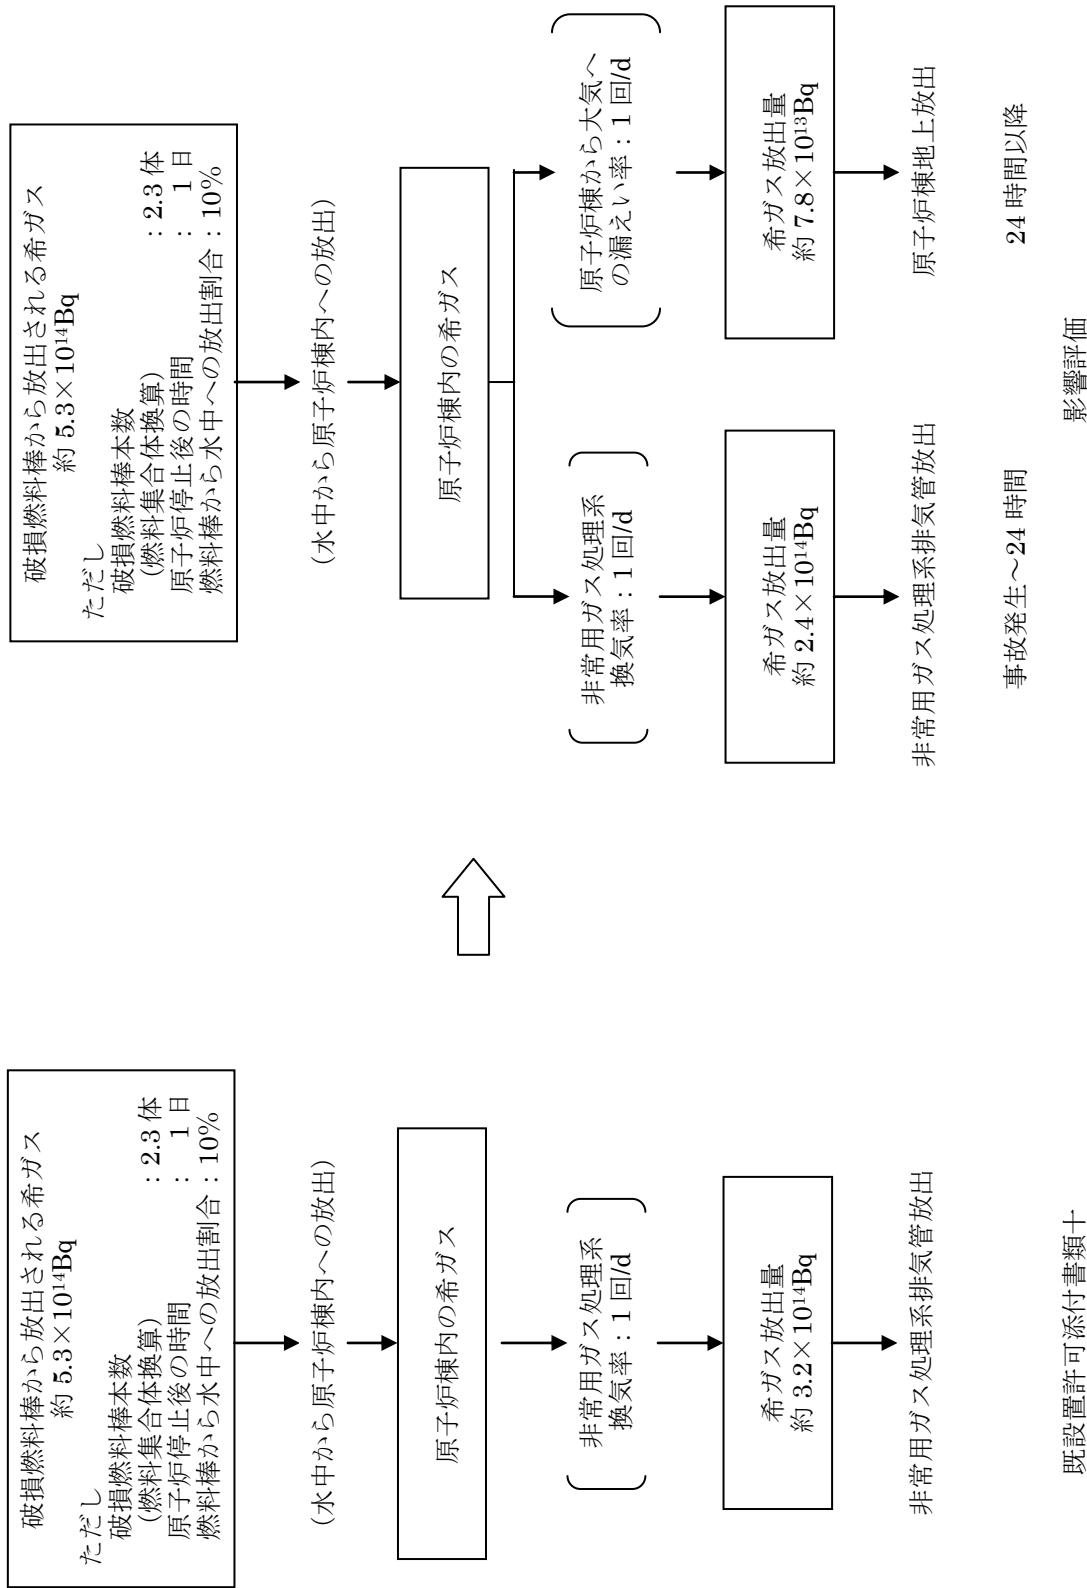 破損燃料棒から放出される希ガス
約 5.3×10¹⁴Bq
ただし
破損燃料棒本数
(燃料集合体換算) : 2.3 体
原子炉停止後の時間 : 1 日
燃料棒から水中への放出割合 : 10%
(水中から原子炉棟内への放出)
原子炉棟内の希ガス
非常用ガス処理系
換気率 : 1 回/d
希ガス放出量
約 3.2×10¹⁴Bq
非常用ガス処理系排気管放出
既設置許可添付書類十
破損燃料棒から放出される希ガス
約 5.3×10¹⁴Bq
ただし
破損燃料棒本数
(燃料集合体換算) : 2.3 体
原子炉停止後の時間 : 1 日
燃料棒から水中への放出割合 : 10%
(水中から原子炉棟内への放出)
原子炉棟内の希ガス
非常用ガス処理系
換気率 : 1 回/d
希ガス放出量
約 2.4×10¹⁴Bq
非常用ガス処理系排気管放出
事故発生～24 時間
原子炉棟から大気へ
の漏えい率 : 1 回/d
希ガス放出量
約 7.8×10¹³Bq
原子炉棟地上放出
24 時間以降
影響評価